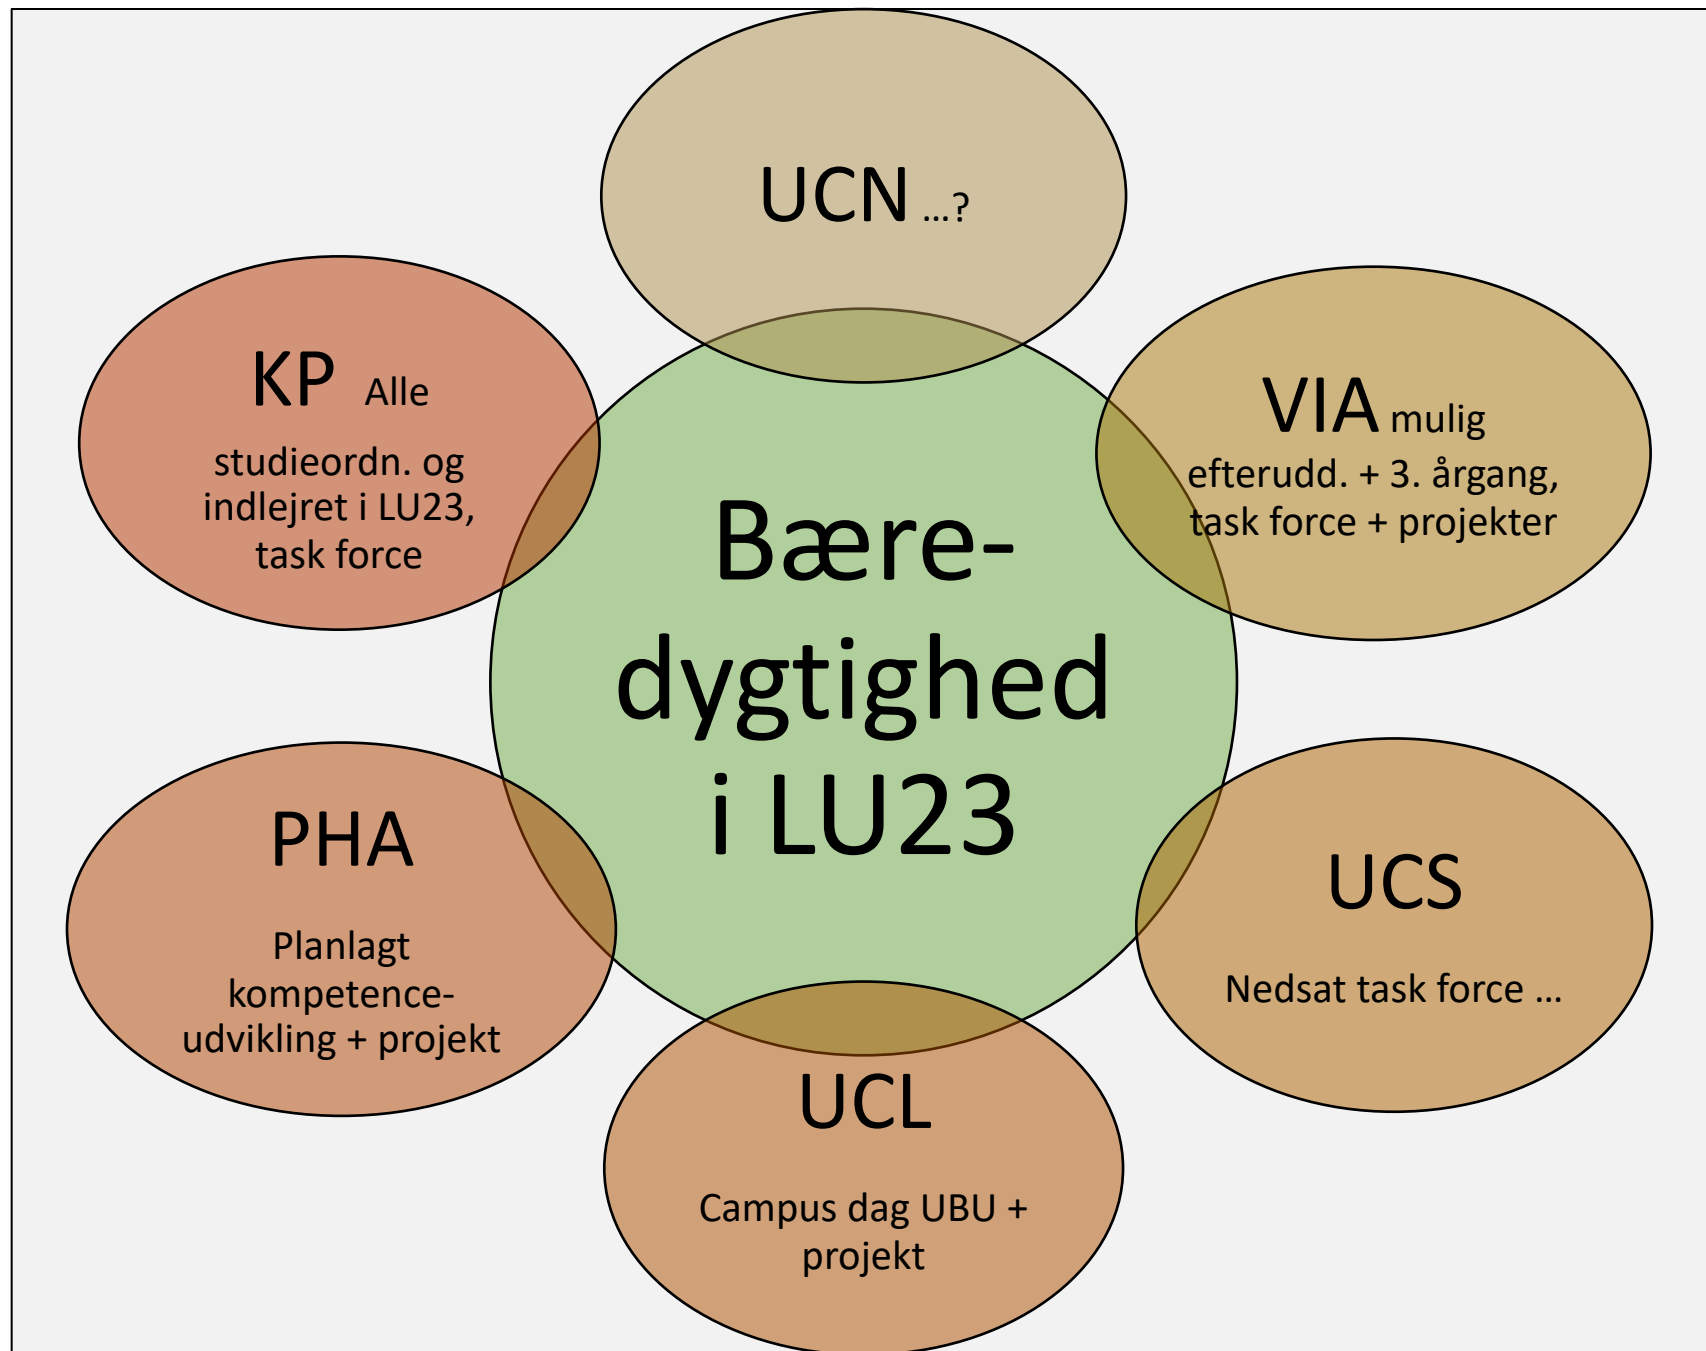 UCN ...?
KP Alle
studieordn. og
indlejret i LU23,
task force
VIA mulig
efterudd. + 3. årgang,
task force + projekter
Bære-
dygtighed
i LU23
PHA
Planlagt
kompetence-
udvikling + projekt
UCS
Nedsat task force ...
UCL
Campus dag UBU +
projekt